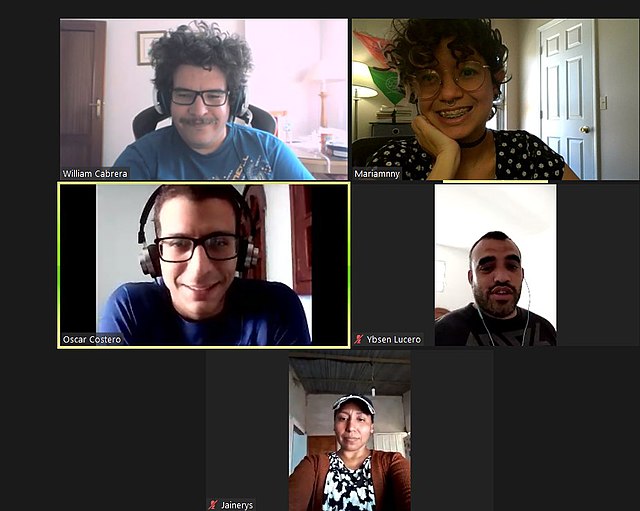 William Cabrera
Mariamnny
Oscar Costero
Ybsen Lucero
Jainerys